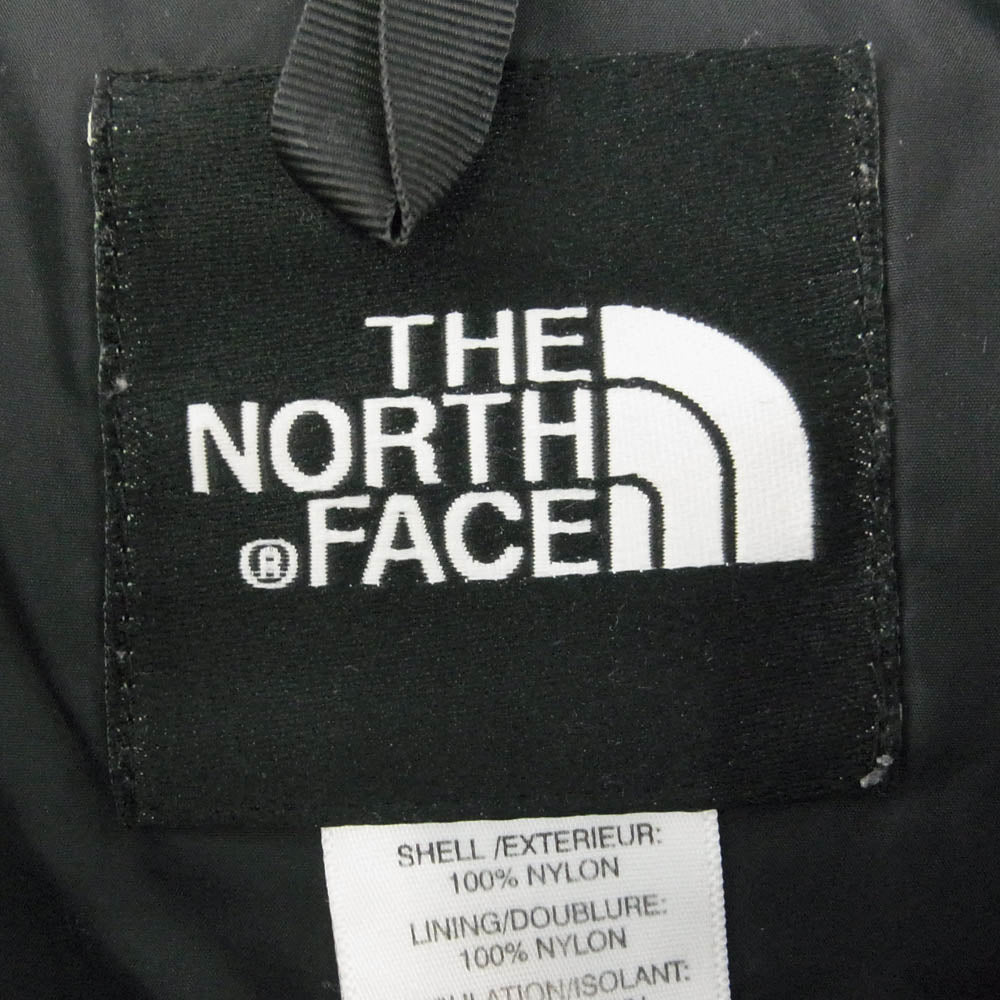 THE
NORTH
® FACE
SHELL /EXTERIEUR:
100% NYLON
LINING/DOUBLURE:
100% NYLON